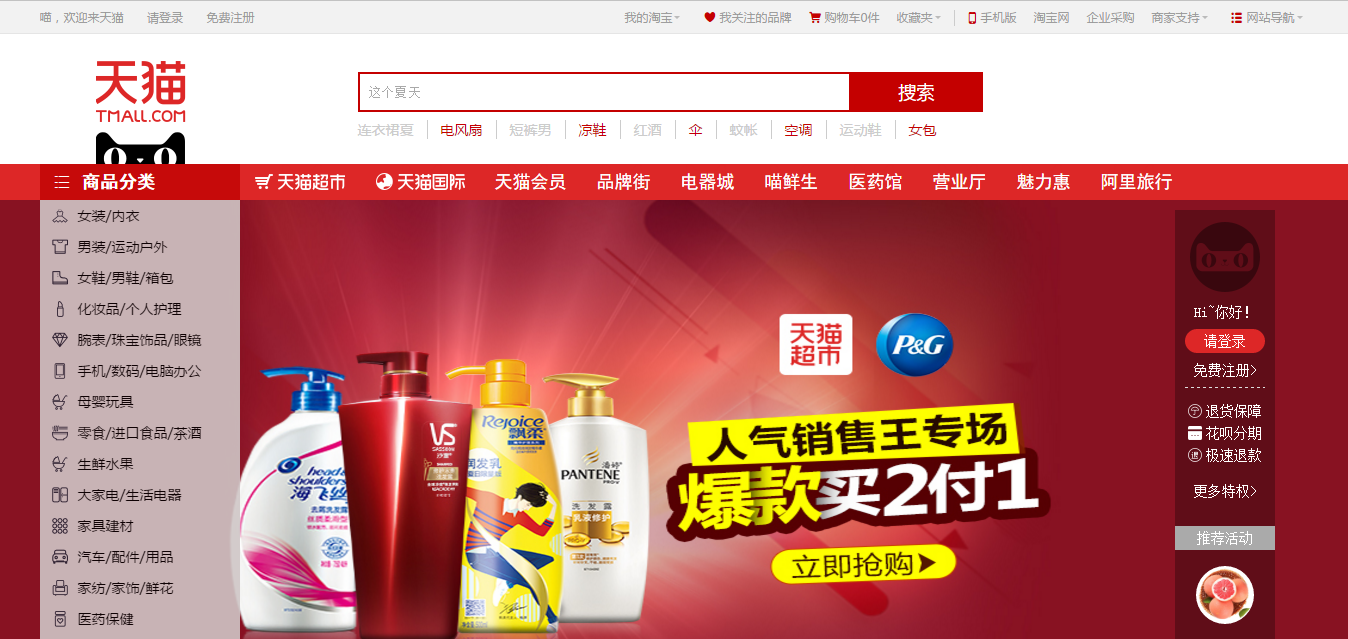 喵，欢迎来天猫 请登录 免费注册 我的淘宝 我关注的品牌 购物车0件 收藏夹 手机版 淘宝网 企业采购 商家支持 网站导航
天猫
TMALL.COM
这个夏天 搜索
连衣裙夏 电风扇 短裤男 凉鞋 红酒 伞 蚊帐 空调 运动鞋 女包
商品分类 天猫超市 天猫国际 天猫会员 品牌街 电器城 喵鲜生 医药馆 营业厅 魅力惠 阿里旅行
女装/内衣
男装/运动户外
女鞋/男鞋/箱包
化妆品/个人护理
腕表/珠宝饰品/眼镜
手机/数码/电脑办公
母婴玩具
零食/进口食品/茶酒
生鲜水果
大家电/生活电器
家具建材
汽车/配件/用品
家纺/家饰/鲜花
医药保健
天猫
超市
P&G
人气销售王专场
爆款买2付1
立即抢购
head&
shoulders
海飞丝
VS
SASSOON
沙宣
Rejoice
飘柔
润发乳
潘婷
PANTENE
PRO-V
洗发露
乳液修护
Hi~你好!
请登录
免费注册>
退货保障
花呗分期
极速退款
更多特权>
推荐活动